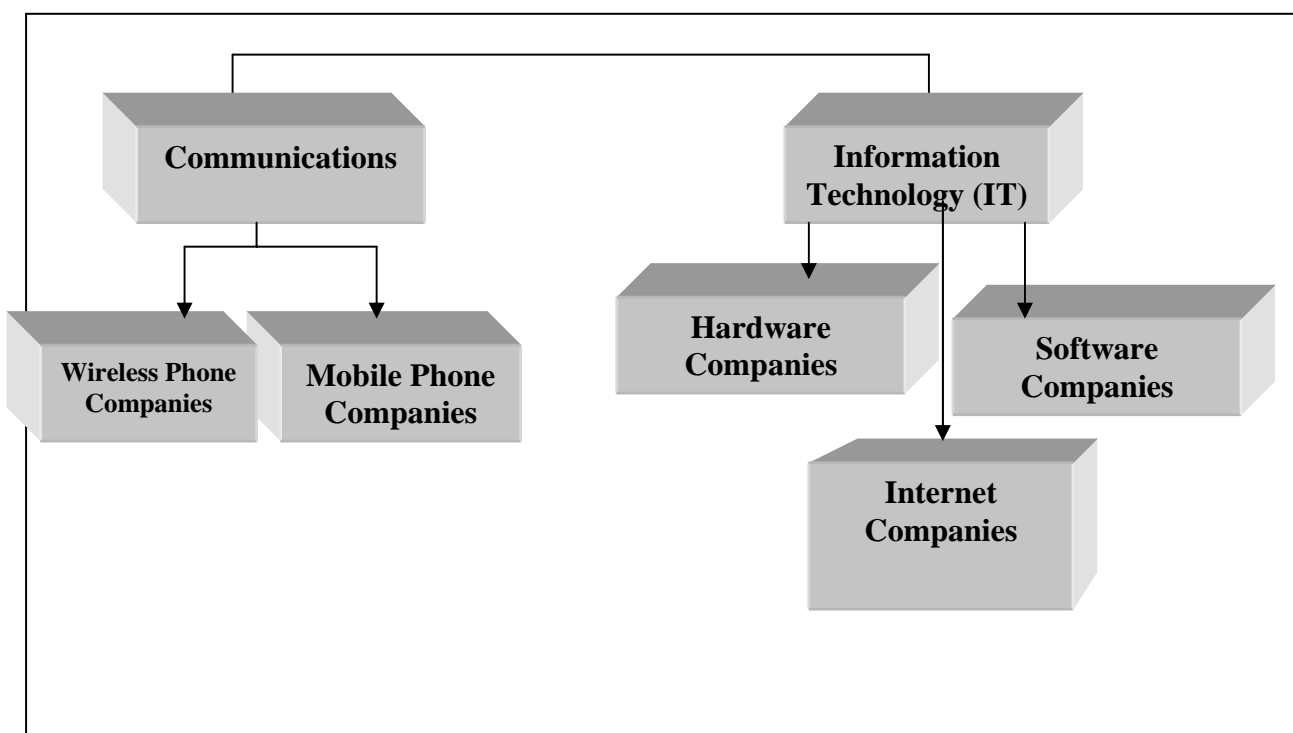 Communications
Information
Technology (IT)
Wireless Phone
Companies
Mobile Phone
Companies
Hardware
Companies
Software
Companies
Internet
Companies